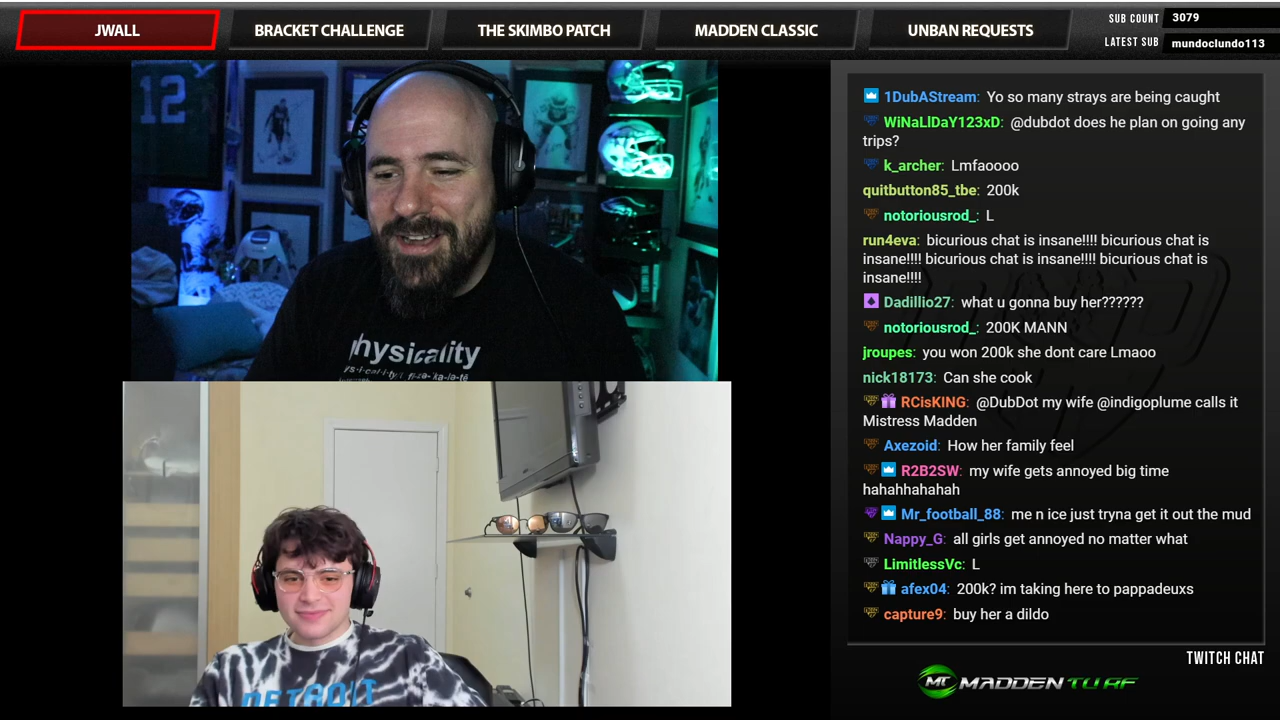 JWALL
BRACKET CHALLENGE
THE SKIMBO PATCH
MADDEN CLASSIC
UNBAN REQUESTS
SUB COUNT 3079
LATEST SUB mundoclundo113
12
physicality
DETROIT
1DubAStream: Yo so many strays are being caught
WiNaLlDaY123xD: @dubdot does he plan on going any
trips?
k_archer: Lmfaoooo
quitbutton85_tbe: 200k
notoriousrod_: L
run4eva: bicurious chat is insane!!!! bicurious chat is
insane!!!! bicurious chat is insane!!!! bicurious chat is
insane!!!!
Dadillio27: what u gonna buy her??????
notoriousrod_: 200K MANN
jroupes: you won 200k she dont care Lmaoo
nick18173: Can she cook
RCisKING: @DubDot my wife @indigoplume calls it
Mistress Madden
Axezoid: How her family feel
R2B2SW: my wife gets annoyed big time
hahahhahahah
Mr_football_88: me n ice just tryna get it out the mud
Nappy_G: all girls get annoyed no matter what
LimitlessVc: L
afex04: 200k? im taking here to pappadeuxs
capture9: buy her a dildo
TWITCH CHAT
MT MADDEN TURF